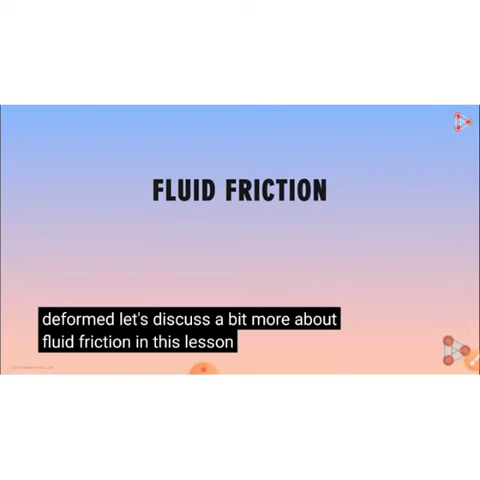 FLUID FRICTION
deformed let's discuss a bit more about
fluid friction in this lesson